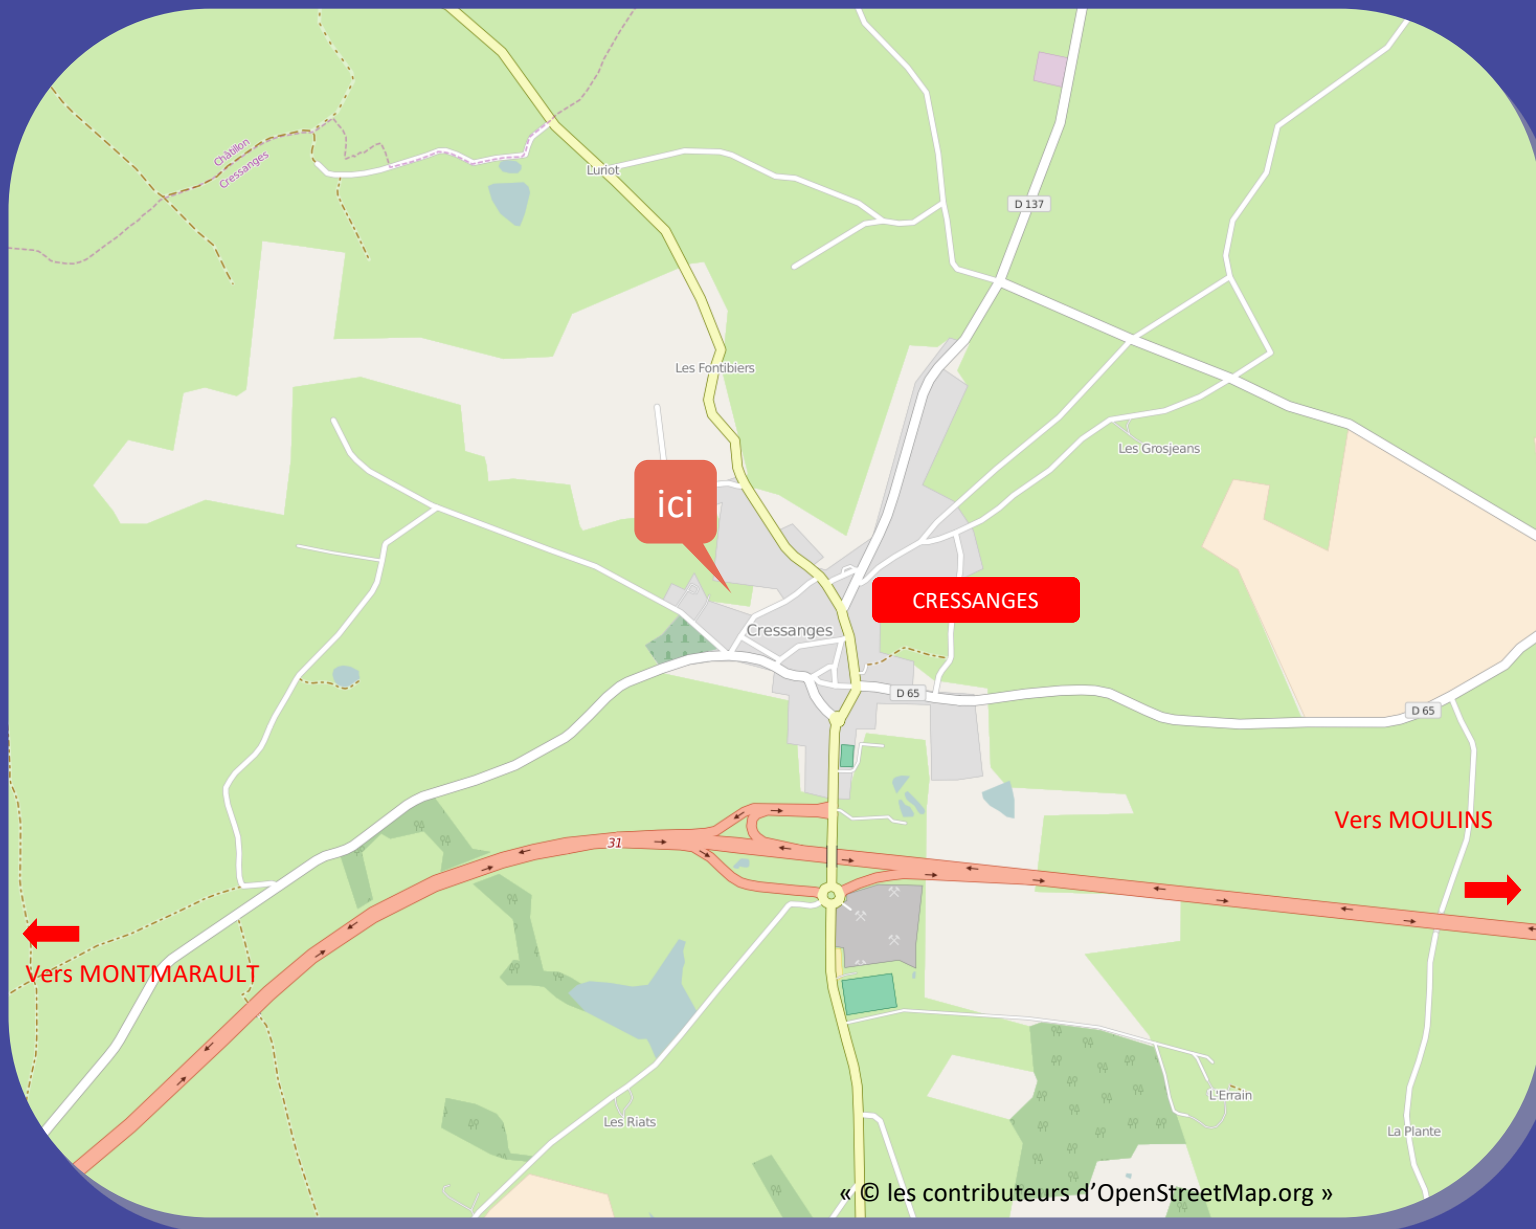 Châtillon
Cressanges
Luriot
D 137
Les Fontibiers
Les Grosjeans
ici
CRESSANGES
Cressanges
D 65
D 65
Vers MOULINS
31
Vers MONTMARAULT
L'Errain
Les Riats
La Plante
« © les contributeurs d’OpenStreetMap.org »